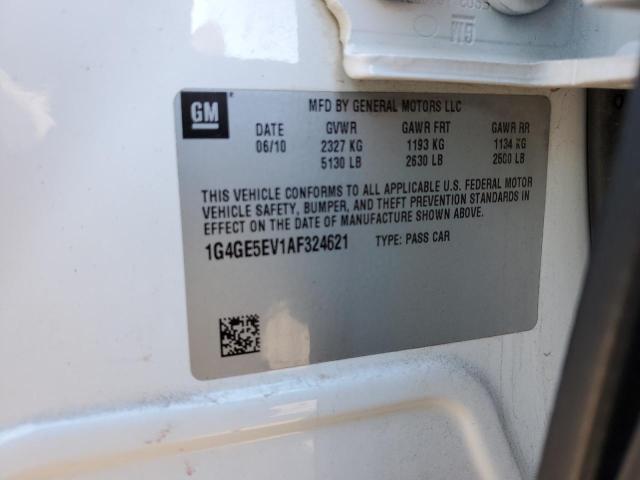 GM
MFD BY GENERAL MOTORS LLC
DATE GVWR GAWR FRT GAWR RR
06/10 2327 KG 1193 KG 1134 KG
5130 LB 2630 LB 2500 LB
THIS VEHICLE CONFORMS TO ALL APPLICABLE U.S. FEDERAL MOTOR
VEHICLE SAFETY, BUMPER, AND THEFT PREVENTION STANDARDS IN
EFFECT ON THE DATE OF MANUFACTURE SHOWN ABOVE.
1G4GE5EV1AF324621 TYPE: PASS CAR